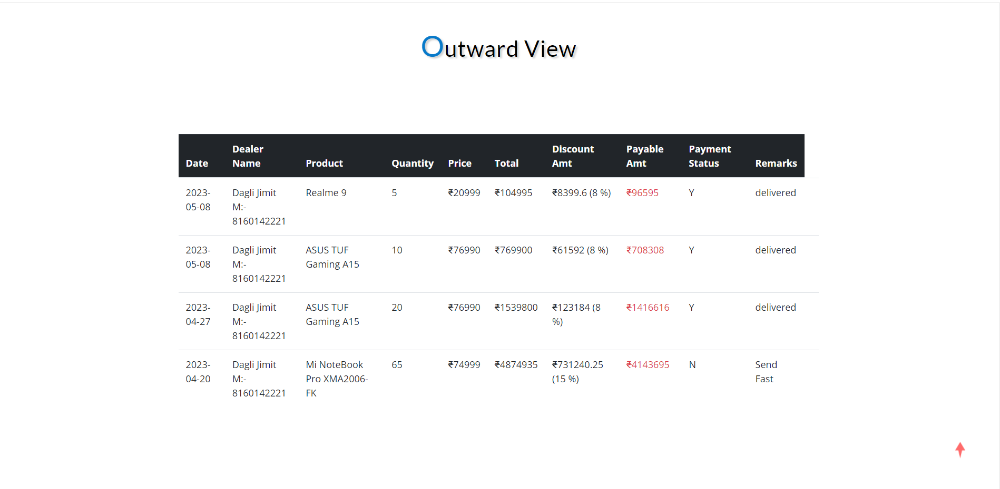 Outward View
Date Dealer Name Product Quantity Price Total Discount Amt Payable Amt Payment Status Remarks
2023-05-08 Dagli Jimit M:- 8160142221 Realme 9 5 ₹20999 ₹104995 ₹8399.6 (8 %) ₹96595 Y delivered
2023-05-08 Dagli Jimit M:- 8160142221 ASUS TUF Gaming A15 10 ₹76990 ₹769900 ₹61592 (8 %) ₹708308 Y delivered
2023-04-27 Dagli Jimit M:- 8160142221 ASUS TUF Gaming A15 20 ₹76990 ₹1539800 ₹123184 (8 %) ₹1416616 Y delivered
2023-04-20 Dagli Jimit M:- 8160142221 Mi NoteBook Pro XMA2006-FK 65 ₹74999 ₹4874935 ₹731240.25 (15 %) ₹4143695 N Send Fast